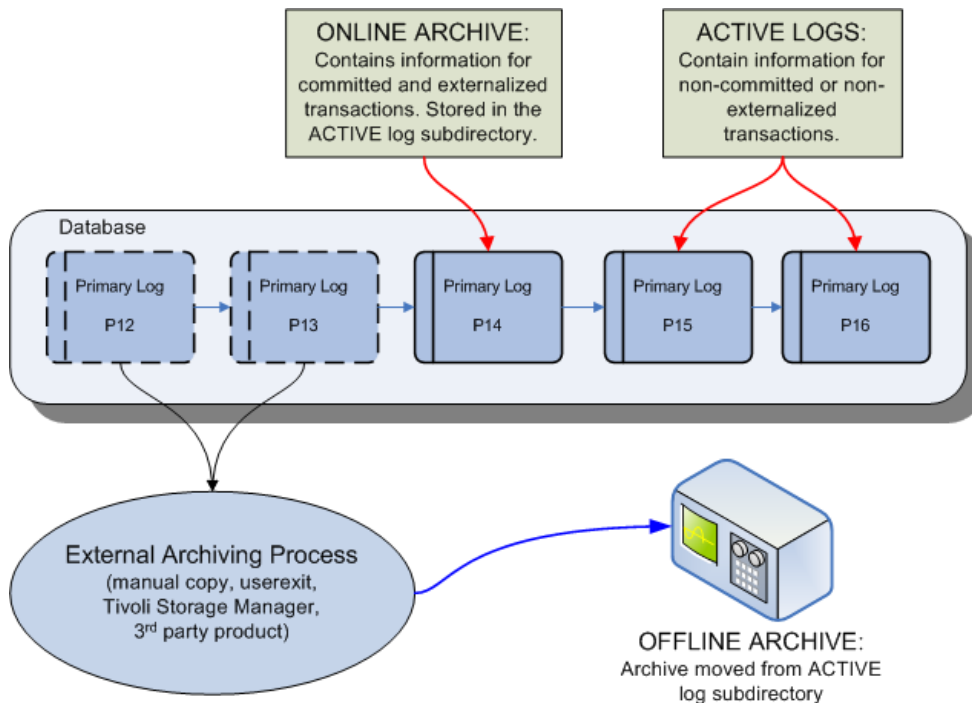 ONLINE ARCHIVE:
Contains information for
committed and externalized
transactions. Stored in the
ACTIVE log subdirectory.
ACTIVE LOGS:
Contain information for
non-committed or non-
externalized
transactions.
Database
Primary Log
P12
Primary Log
P13
Primary Log
P14
Primary Log
P15
Primary Log
P16
External Archiving Process
(manual copy, userexit,
Tivoli Storage Manager,
3rd party product)
OFFLINE ARCHIVE:
Archive moved from ACTIVE
log subdirectory